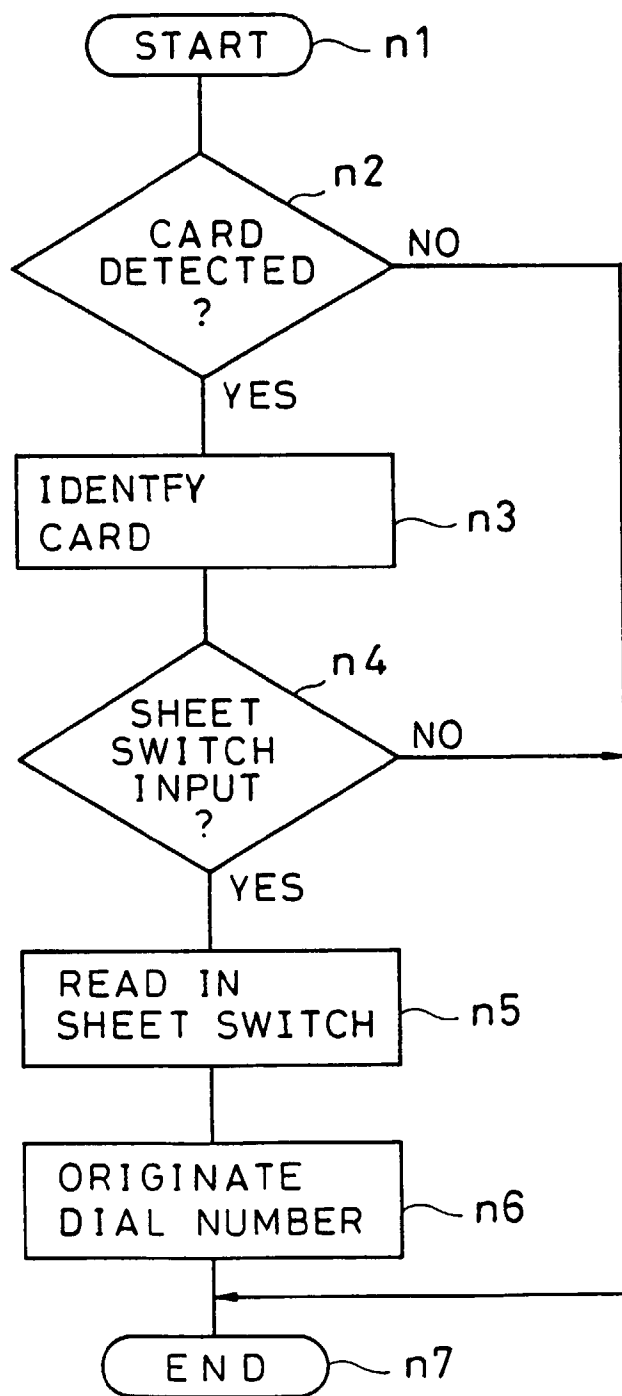 START
n1
n2
CARD
DETECTED
?
NO
YES
IDENTFY
CARD
n3
n4
SHEET
SWITCH
INPUT
?
NO
YES
READ IN
SHEET SWITCH
n5
ORIGINATE
DIAL NUMBER
n6
END
n7